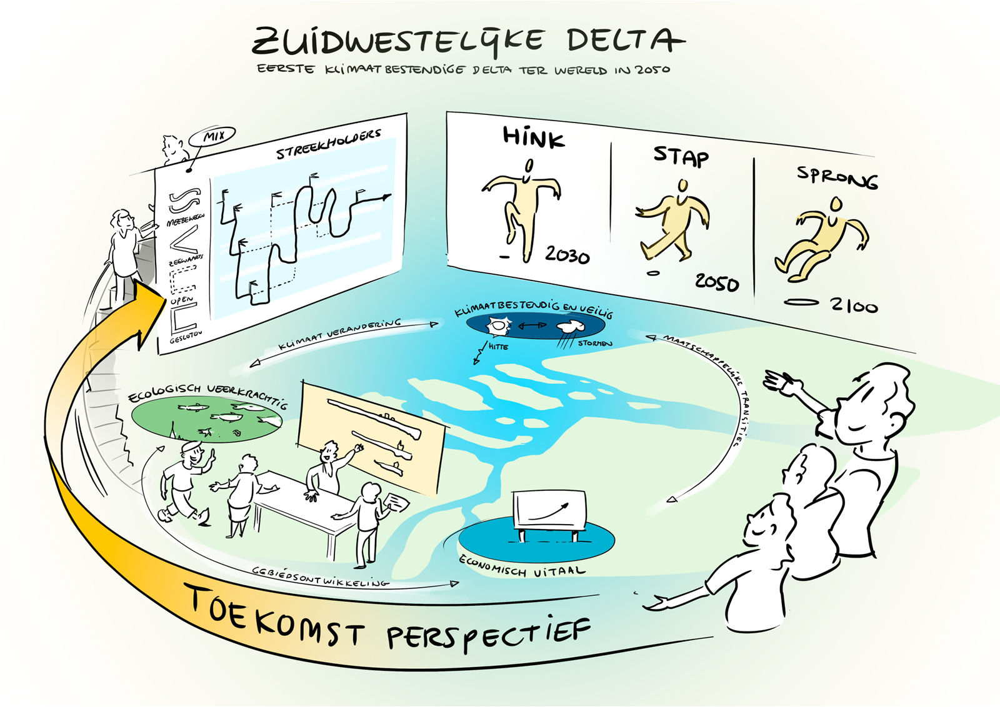 ZUIDWESTELIJKE DELTA
EERSTE KLIMAATBESTENDIGE DELTA TER WERELD IN 2050
MIX
STREEKHOLDERS
MEEBEWEGEN
ZEEWAARTS
OPEN
GESLOTEN
HINK
2030
STAP
2050
SPRONG
2100
KLIMAATBESTENDIG EN VEILIG
HITTE
STORMEN
KLIMAAT VERANDERING
MAATSCHAPPELIJKE TRANSITIES
ECOLOGISCH VEERKRACHTIG
ECONOMISCH VITAAL
GEBIEDSONTWIKKELING
TOEKOMST PERSPECTIEF